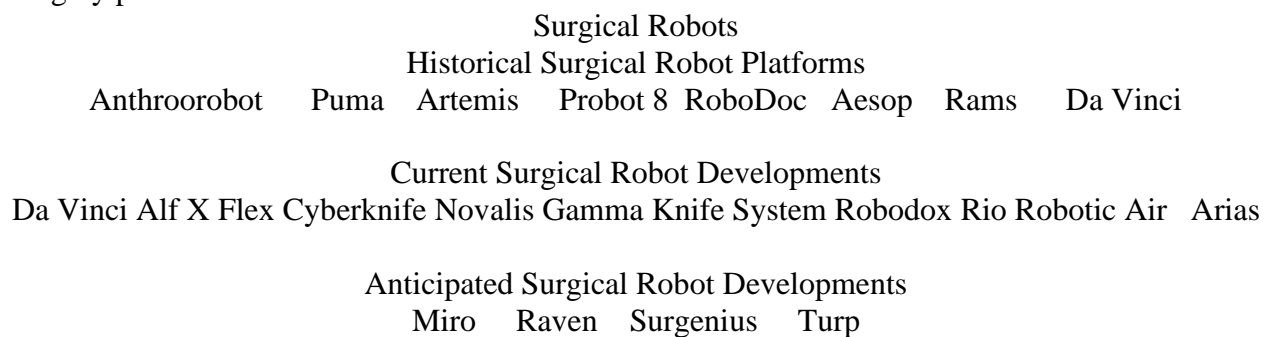 Surgical Robots
Historical Surgical Robot Platforms
Anthroorobot Puma Artemis Probot 8 RoboDoc Aesop Rams Da Vinci
Current Surgical Robot Developments
Da Vinci Alf X Flex Cyberknife Novalis Gamma Knife System Robodox Rio Robotic Air Arias
Anticipated Surgical Robot Developments
Miro Raven Surgenius Turp